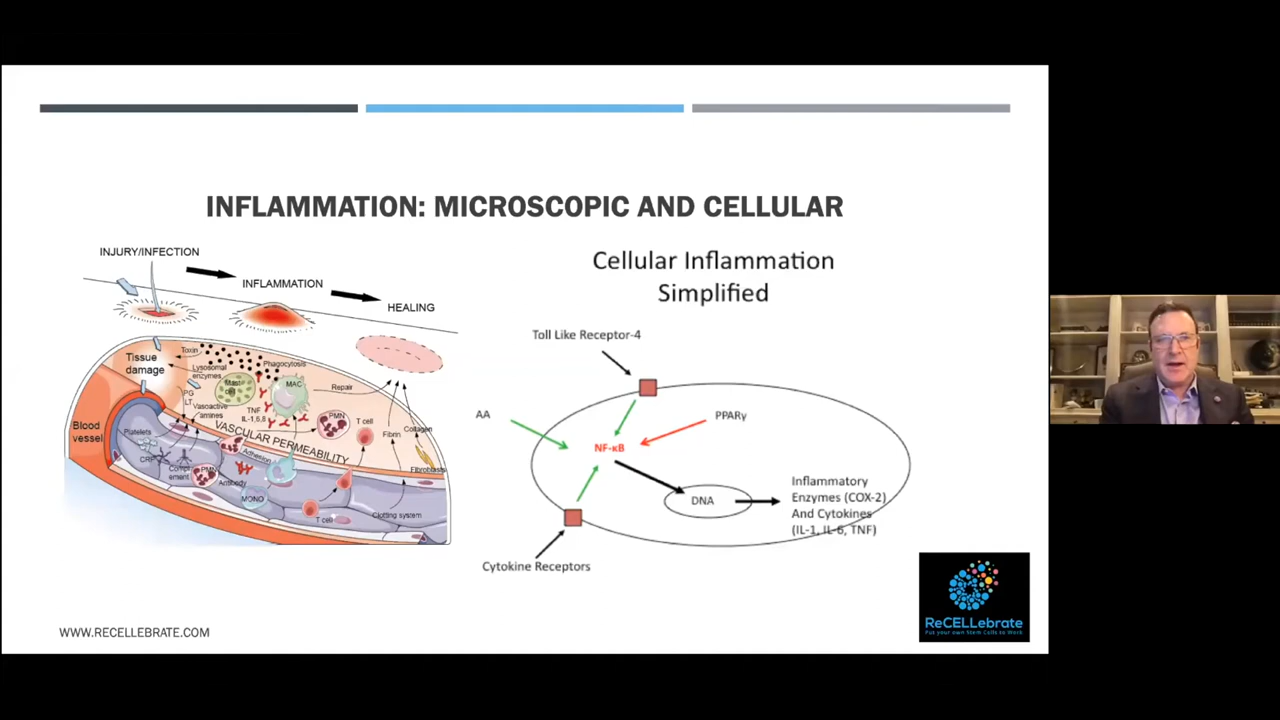 INFLAMMATION: MICROSCOPIC AND CELLULAR
INJURY/INFECTION
INFLAMMATION
HEALING
Tissue
damage
Toxin
Lysosomal
enzymes
Phagocytosis
Mast
cell
MAC
Repair
PG
LT
Vasoactive
amines
TNF
IL-1,6,8
PMN
T cell
Fibrin
Collagen
VASCULAR PERMEABILITY
Blood
vessel
Platelets
CRP
Compl-
ement
PMN
Adhesion
Antibody
MONO
T cell
Clotting system
Fibroblasts
Cellular Inflammation
Simplified
Toll Like Receptor-4
AA
PPARγ
NF-κB
DNA
Inflammatory
Enzymes (COX-2)
And Cytokines
(IL-1, IL-6, TNF)
Cytokine Receptors
WWW.RECELLEBRATE.COM
ReCELLebrate
Put your own Stem Cells to Work